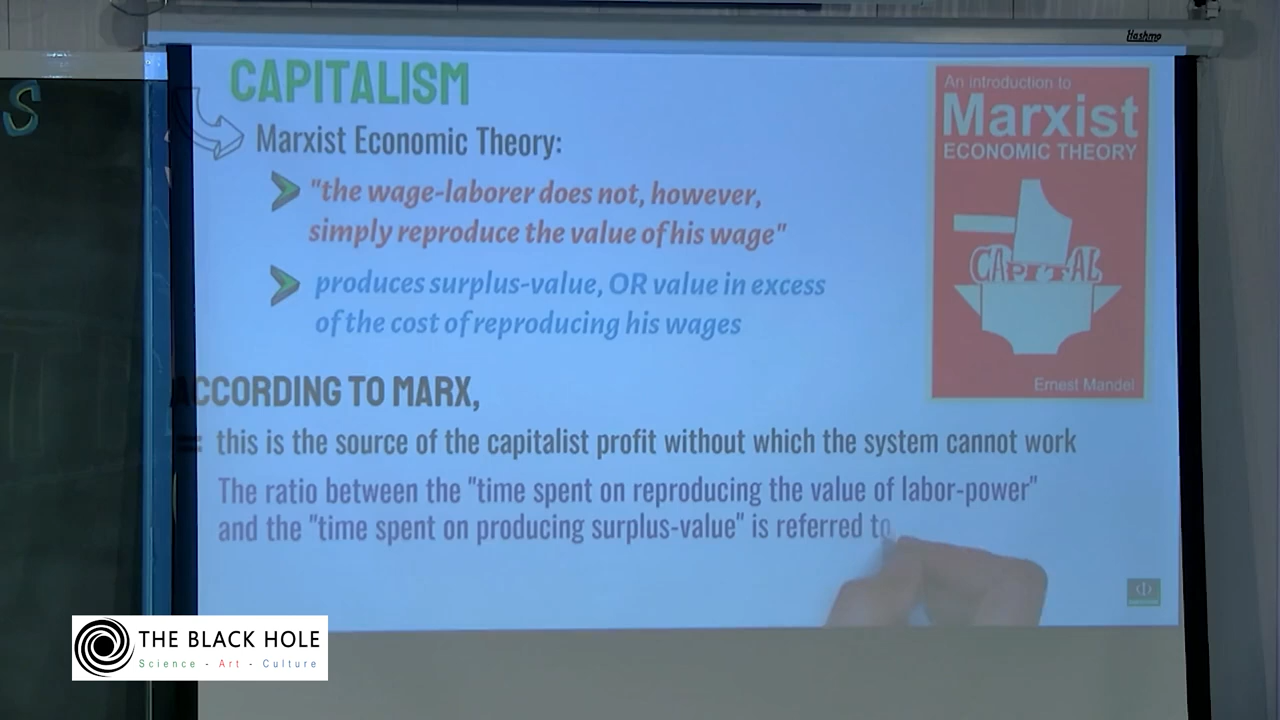 Hashmo
S
CAPITALISM
Marxist Economic Theory:
"the wage-laborer does not, however,
simply reproduce the value of his wage"
produces surplus-value, OR value in excess
of the cost of reproducing his wages
An introduction to
Marxist
ECONOMIC THEORY
CAPITAL
Ernest Mandel
ACCORDING TO MARX,
= this is the source of the capitalist profit without which the system cannot work
The ratio between the "time spent on reproducing the value of labor-power"
and the "time spent on producing surplus-value" is referred to
THE BLACK HOLE
Science - Art - Culture